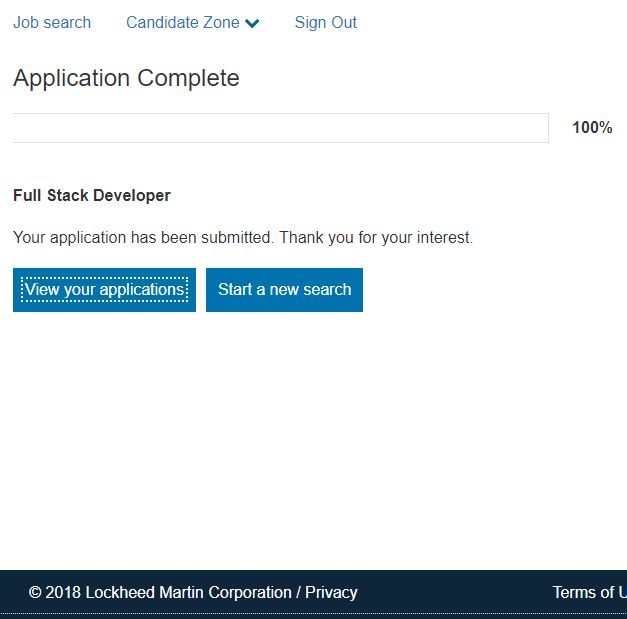 Job search Candidate Zone Sign Out
Application Complete
100%
Full Stack Developer
Your application has been submitted. Thank you for your interest.
View your applications Start a new search
© 2018 Lockheed Martin Corporation / Privacy Terms of U